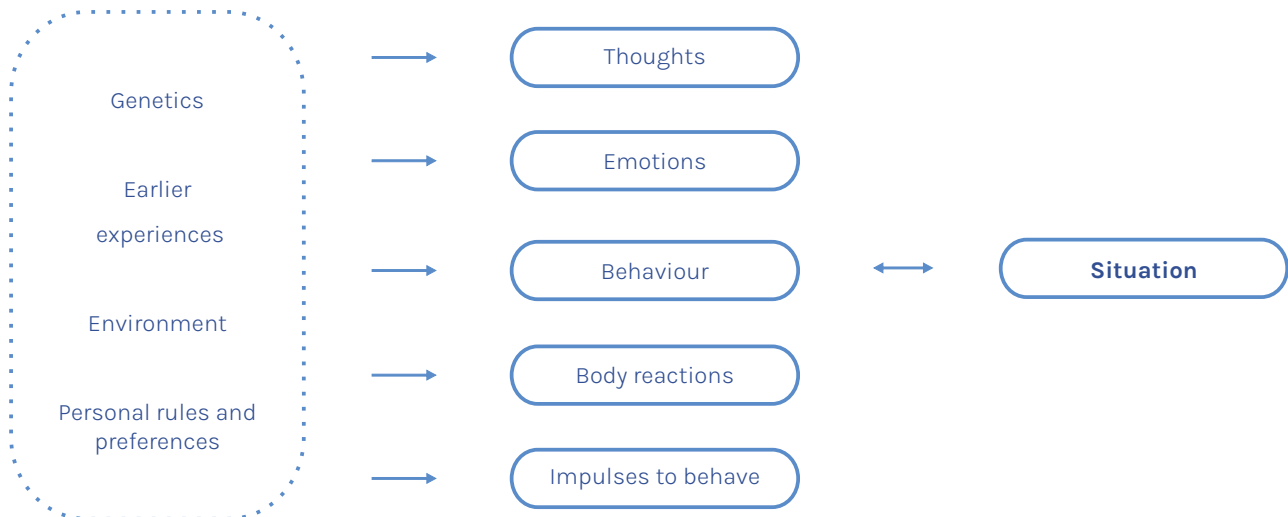 Genetics
Earlier
experiences
Environment
Personal rules and
preferences
Thoughts
Emotions
Behaviour
Body reactions
Impulses to behave
Situation